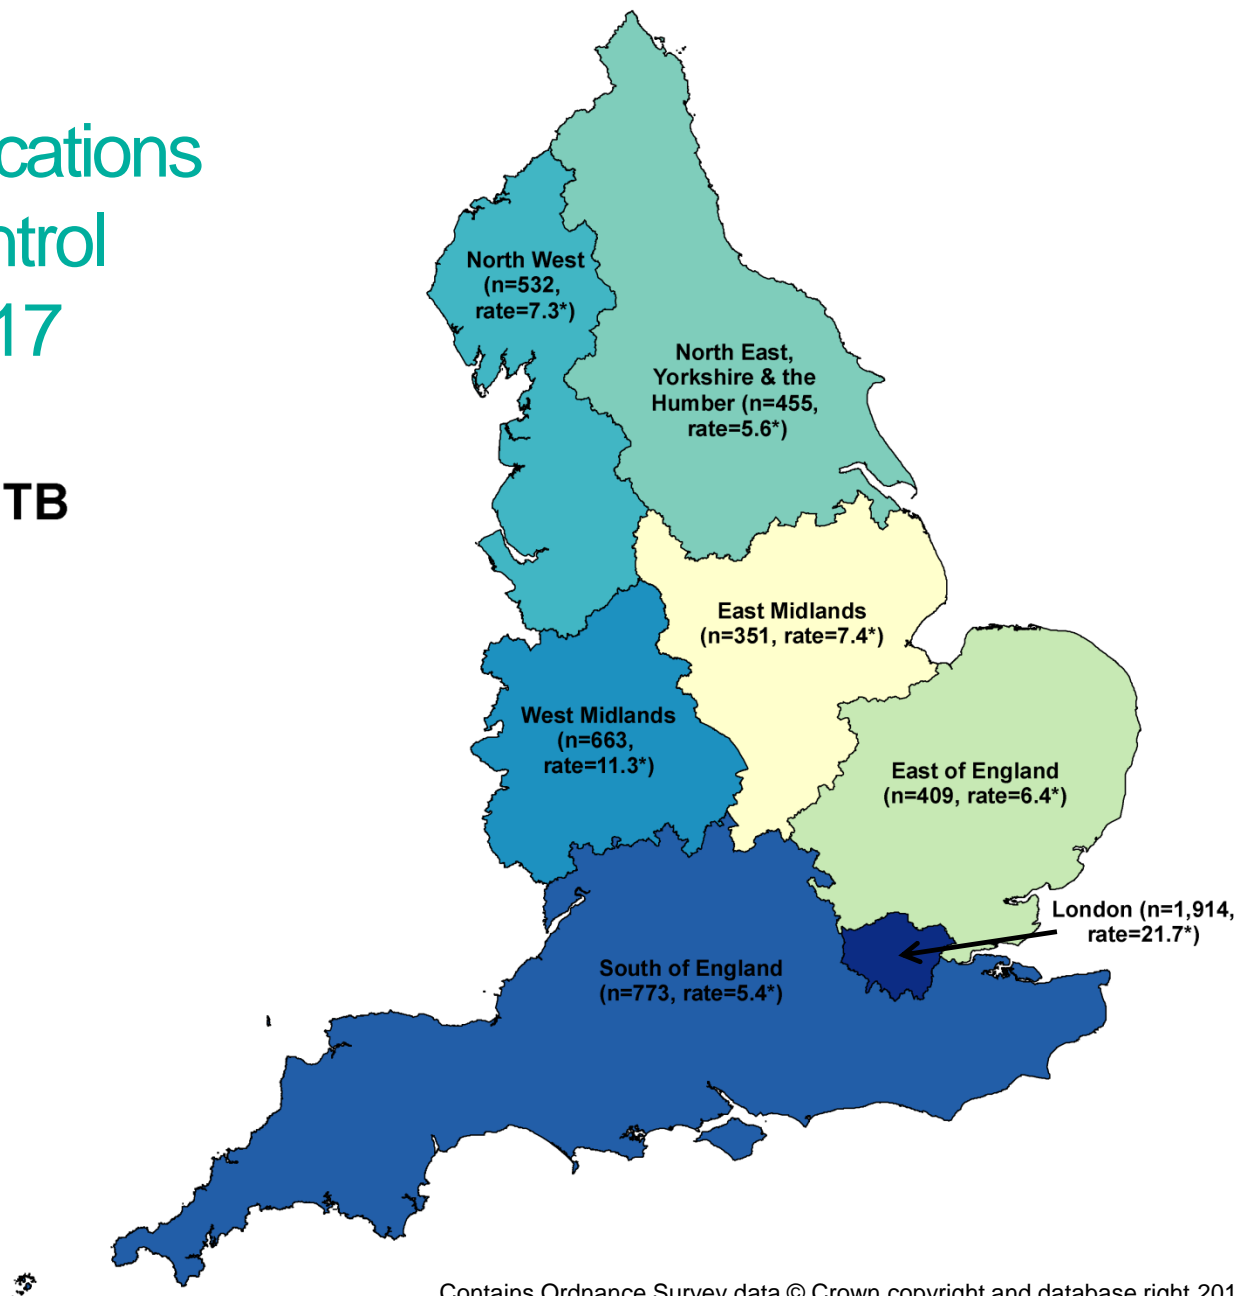 cations
ntrol
17
TB
North West
(n=532,
rate=7.3*)
North East,
Yorkshire & the
Humber (n=455,
rate=5.6*)
East Midlands
(n=351, rate=7.4*)
West Midlands
(n=663,
rate=11.3*)
East of England
(n=409, rate=6.4*)
London (n=1,914,
rate=21.7*)
South of England
(n=773, rate=5.4*)
Contains Ordnance Survey data © Crown copyright and database right 201